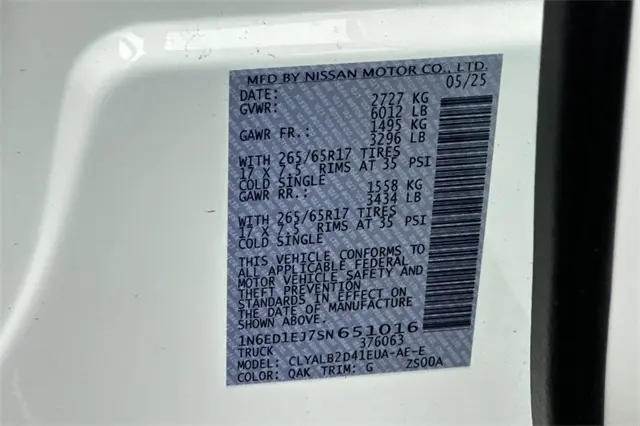 MFD BY NISSAN MOTOR CO., LTD.
DATE: 05/25
GVWR: 2727 KG
6012 LB
GAWR FR.: 1495 KG
3296 LB
WITH 265/65R17 TIRES
17 X 7.5 RIMS AT 35 PSI
COLD SINGLE
GAWR RR.: 1558 KG
3434 LB
WITH 265/65R17 TIRES
17 X 7.5 RIMS AT 35 PSI
COLD SINGLE
THIS VEHICLE CONFORMS TO
ALL APPLICABLE FEDERAL
MOTOR VEHICLE SAFETY AND
THEFT PREVENTION
STANDARDS IN EFFECT ON
THE DATE OF MANUFACTURE
SHOWN ABOVE.
1N6ED1EJ7SN651016
TRUCK 376063
MODEL: CLYALB2D41EUA-AE-E
COLOR: QAK TRIM: G ZS00A